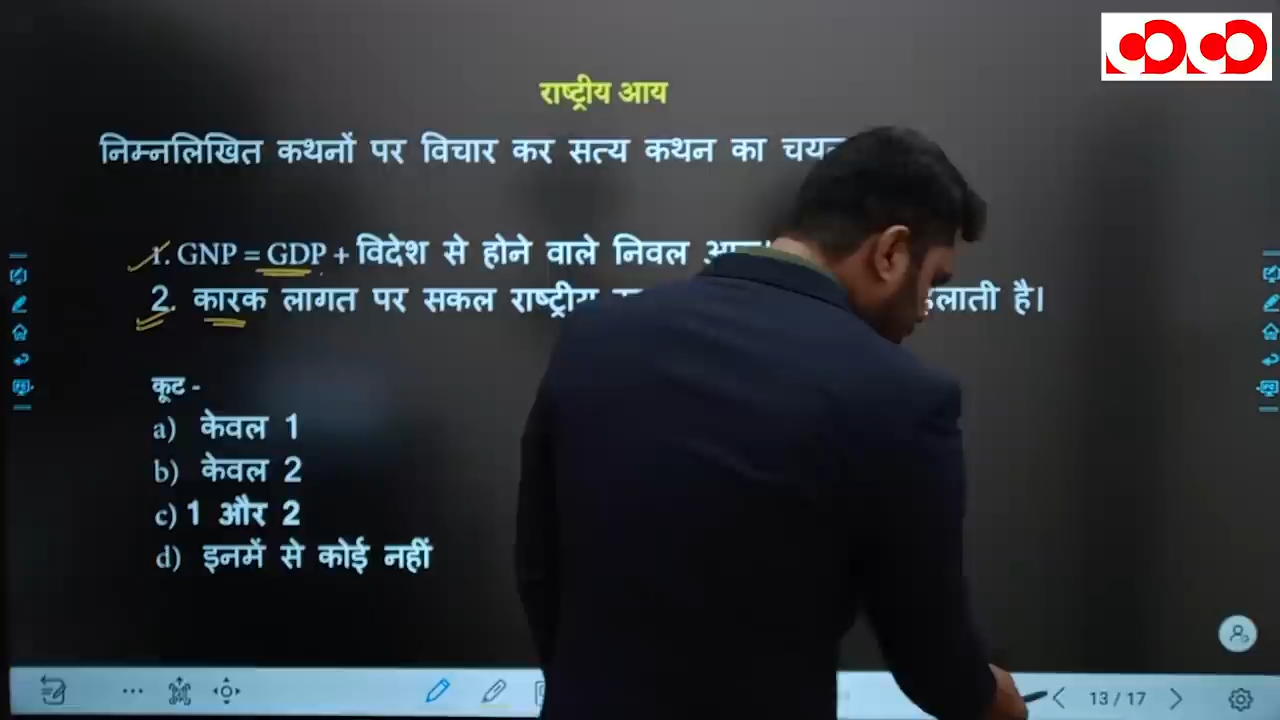 राष्ट्रीय आय
निम्नलिखित कथनों पर विचार कर सत्य कथन का
1. GNP = GDP + विदेश से होने वाले निवल
2. कारक लागत पर सकल राष्ट्रीय है।
कूट -
a) केवल 1
b) केवल 2
c) 1 और 2
d) इनमें से कोई नहीं
13 / 17